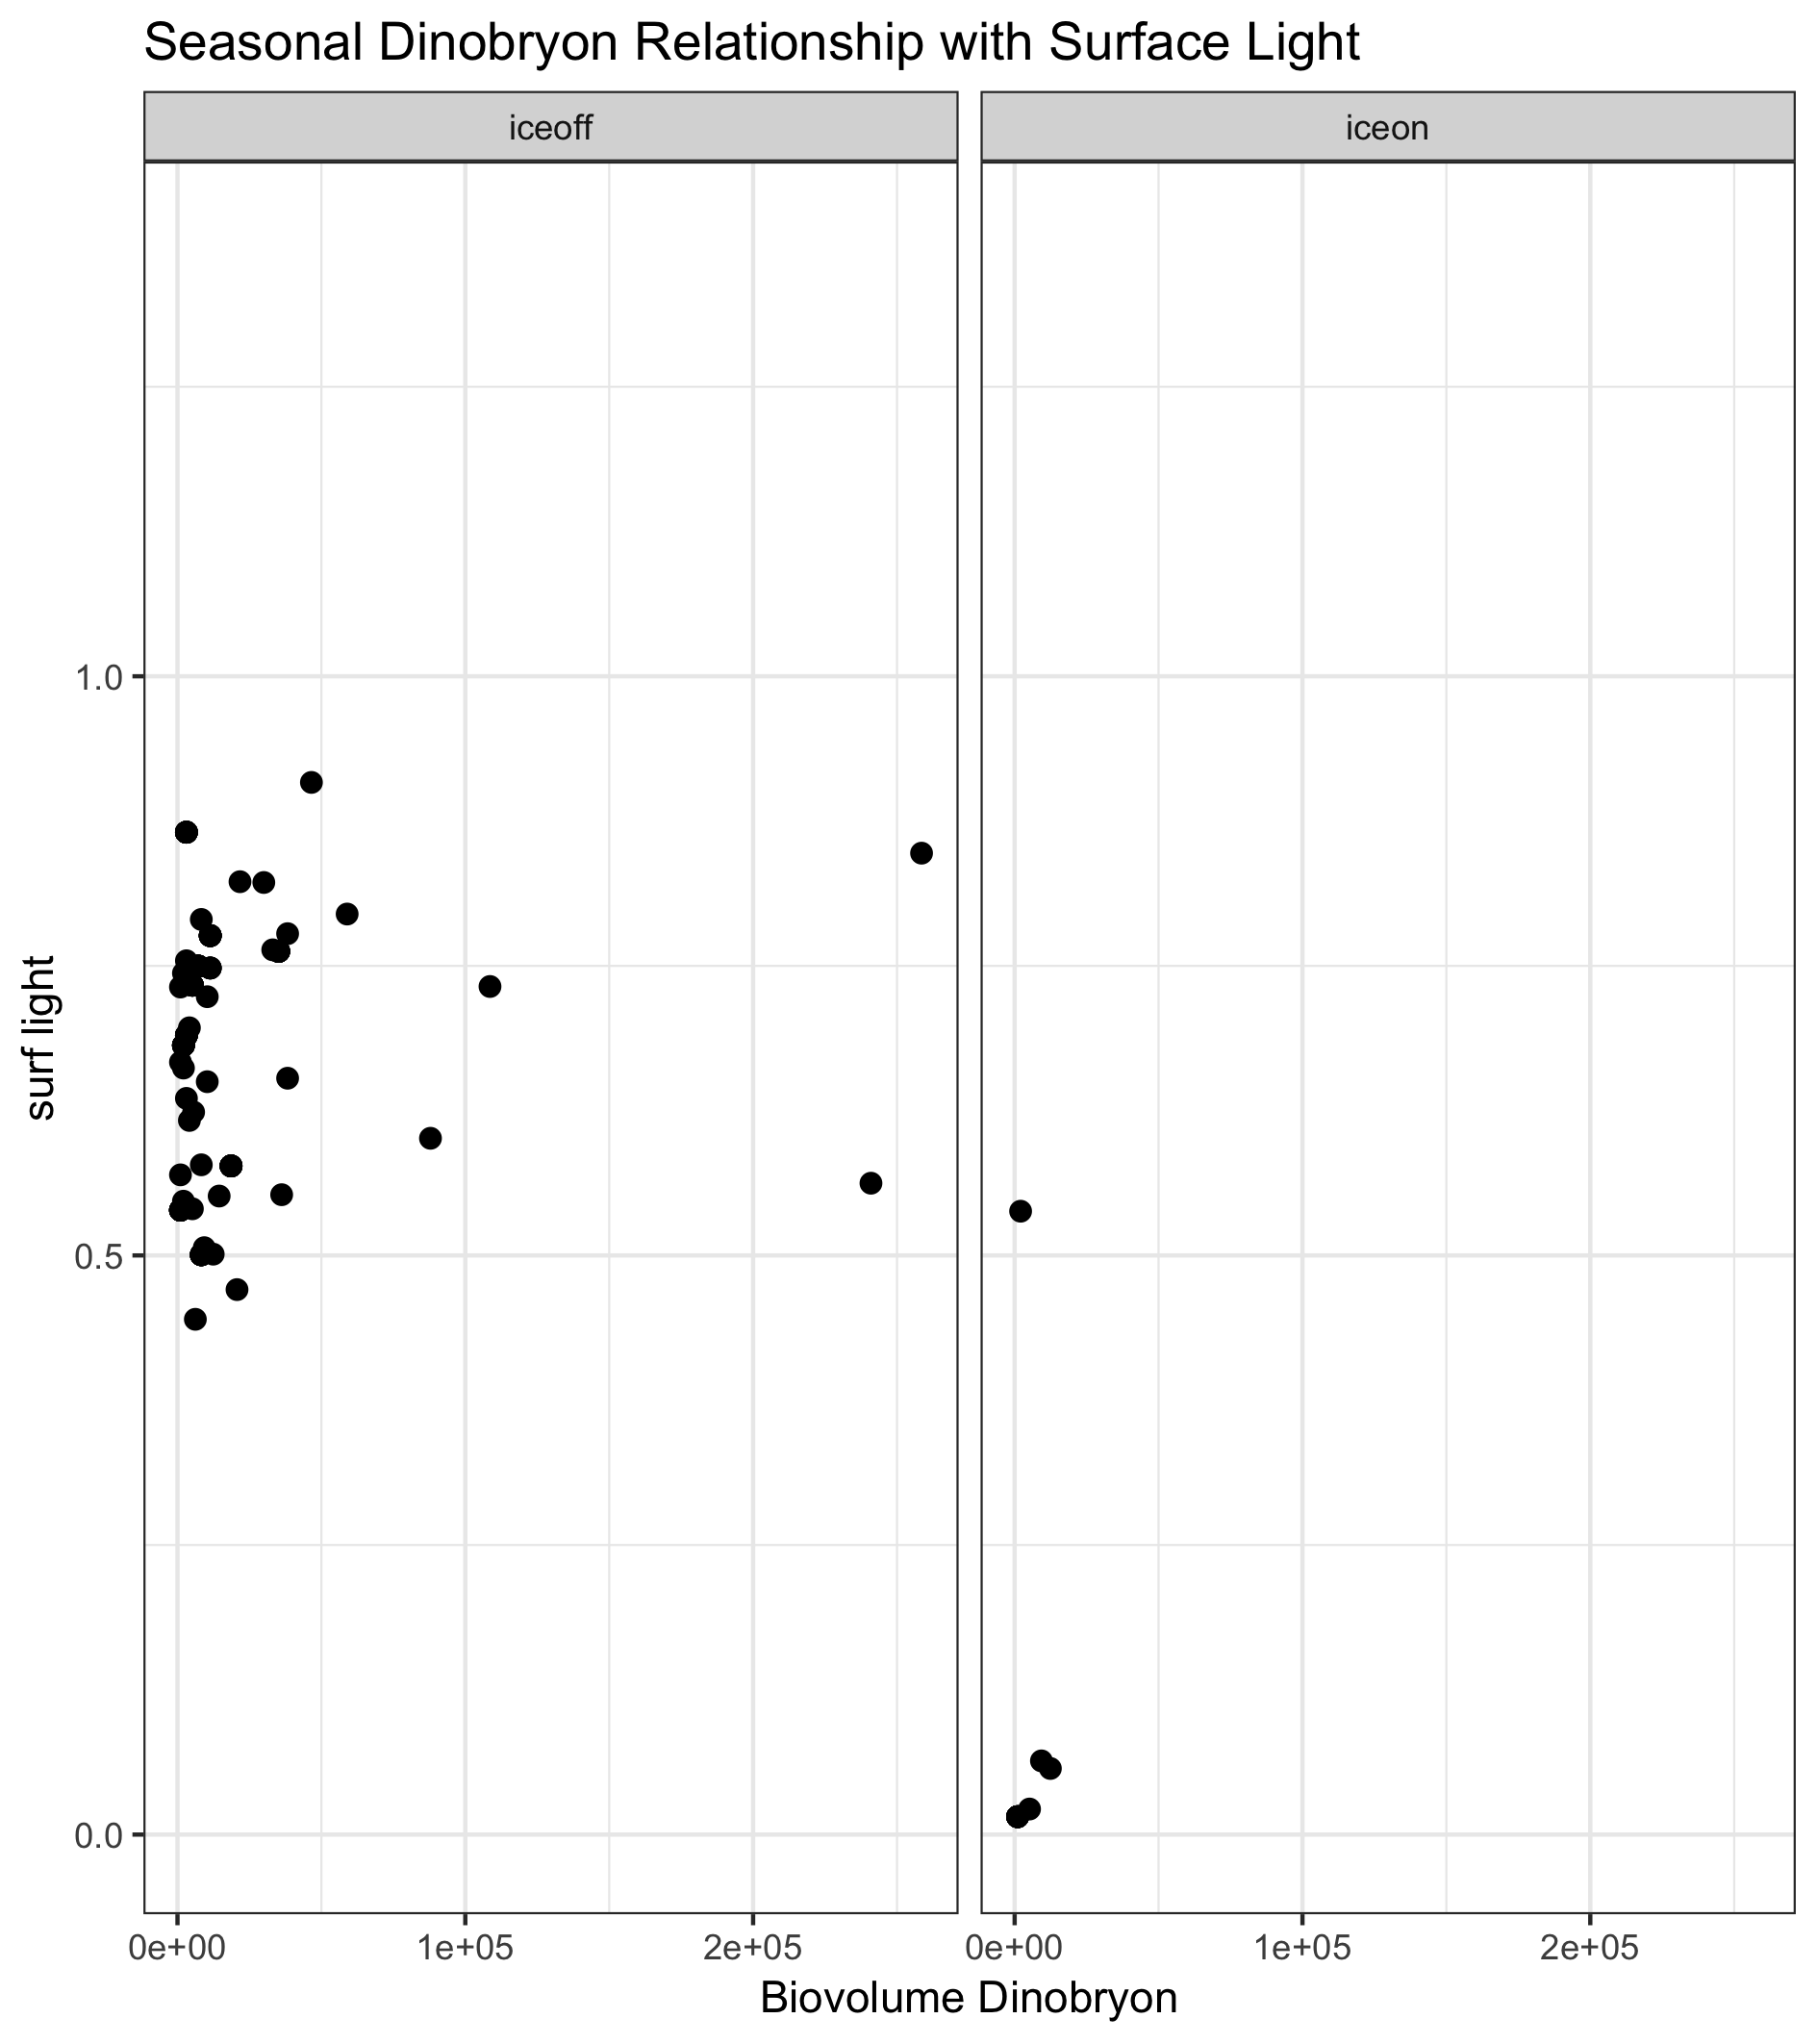 Seasonal Dinobryon Relationship with Surface Light
iceoff
iceon
surf light
1.0
0.5
0.0
0e+00 1e+05 2e+05
0e+00 1e+05 2e+05
Biovolume Dinobryon